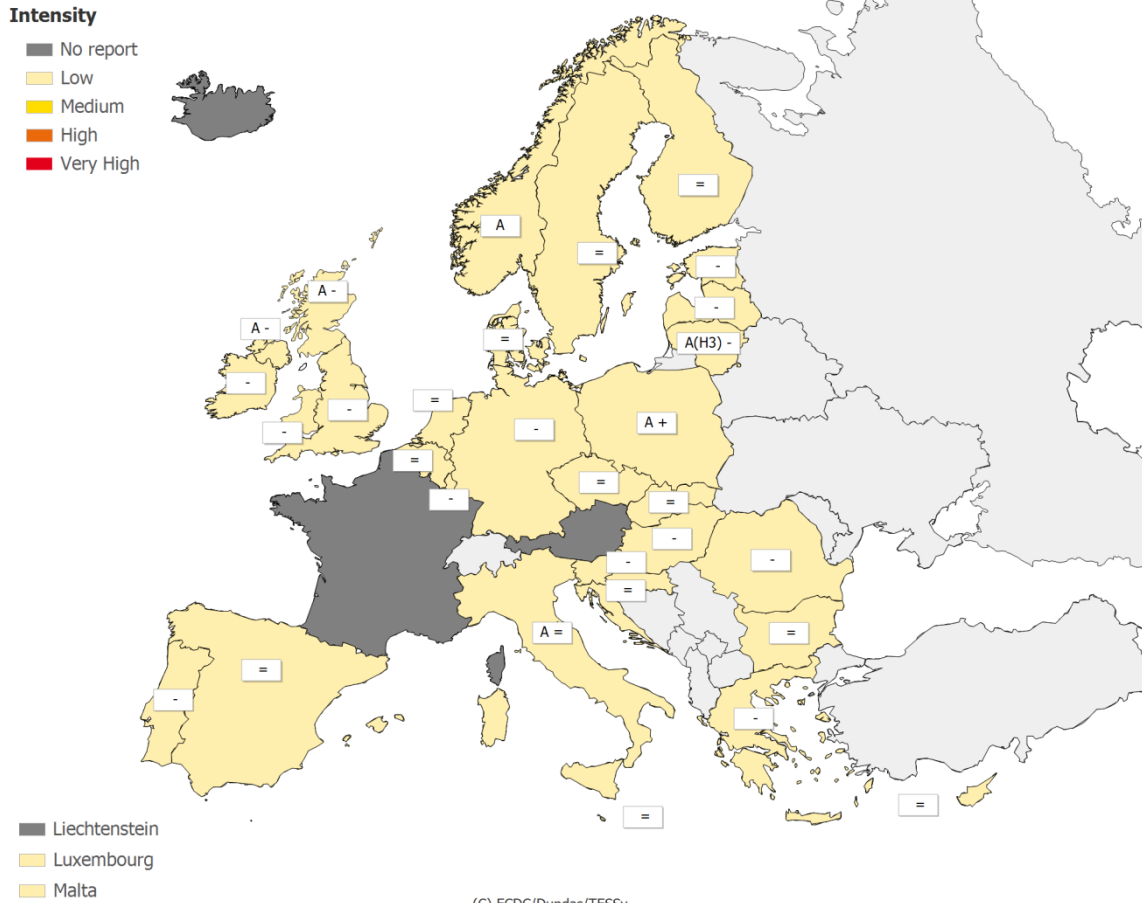 Intensity
No report
Low
Medium
High
Very High
=
A
=
-
A -
-
A -
=
A(H3) -
-
=
-
A +
-
-
=
=
-
=
-
=
-
-
=
A =
=
=
-
-
=
=
Liechtenstein
Luxembourg
Malta